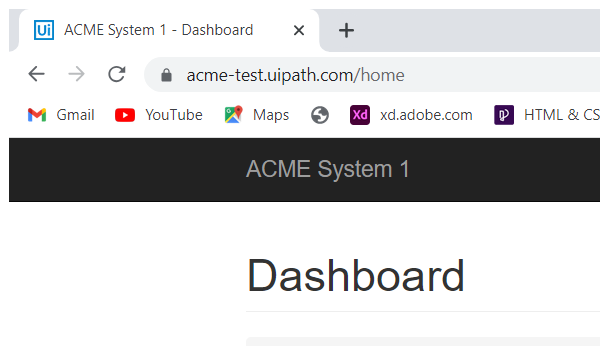 Ui ACME System 1 - Dashboard
acme-test.uipath.com/home
Gmail YouTube Maps Xd xd.adobe.com HTML & CS
ACME System 1
Dashboard